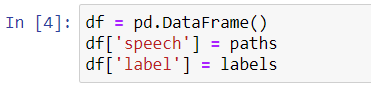 In [4]: df = pd.DataFrame()
df['speech'] = paths
df['label'] = labels